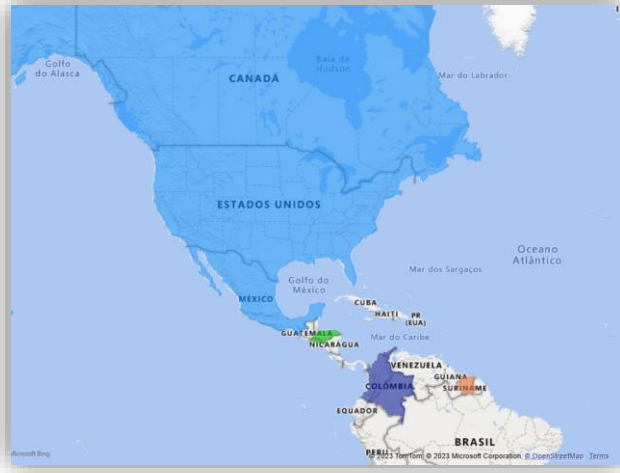 Golfo
do Alasca
CANADÁ
Baía de
Hudson
Mar do Labrador
ESTADOS UNIDOS
Oceano
Atlântico
Mar dos Sargaços
Golfo do
México
MÉXICO
CUBA
HAITI
PR
(EUA)
GUATEMALA
Mar do Caribe
NICARÁGUA
VENEZUELA
GUIANA
COLÔMBIA
SURINAME
EQUADOR
BRASIL
PERU
Microsoft Bing
© 2023 TomTom, © 2023 Microsoft Corporation, © OpenStreetMap Terms